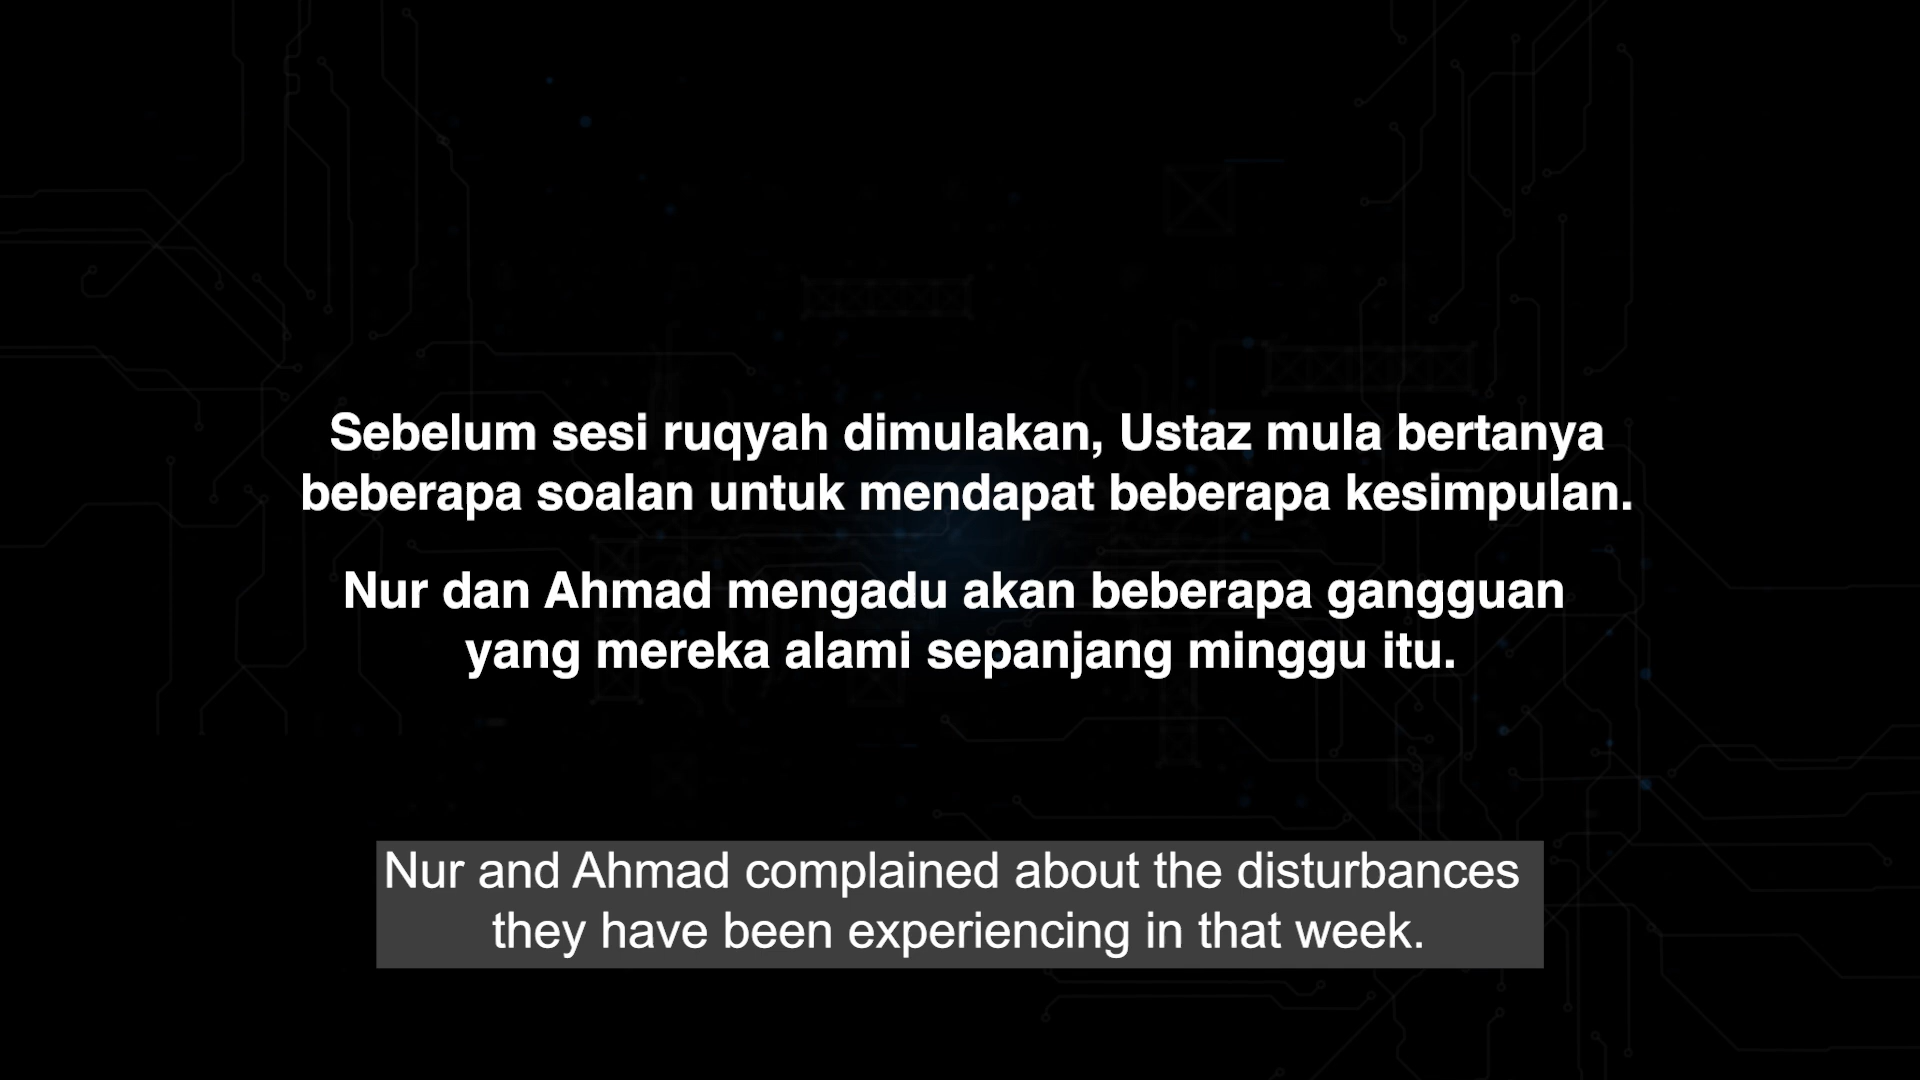 Sebelum sesi ruqyah dimulakan, Ustaz mula bertanya
beberapa soalan untuk mendapat beberapa kesimpulan.
Nur dan Ahmad mengadu akan beberapa gangguan
yang mereka alami sepanjang minggu itu.
Nur and Ahmad complained about the disturbances
they have been experiencing in that week.